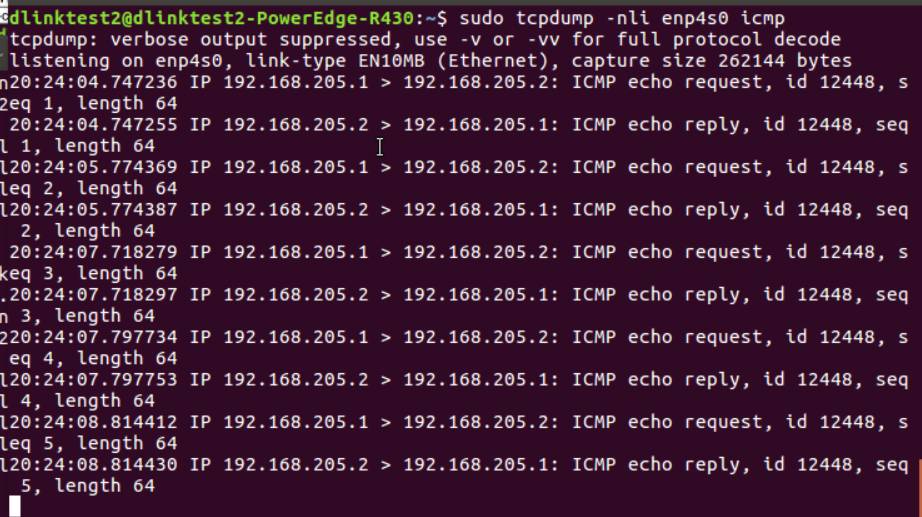 dlinktest2@dlinktest2-PowerEdge-R430:~$ sudo tcpdump -nli enp4s0 icmp
tcpdump: verbose output suppressed, use -v or -vv for full protocol decode
listening on enp4s0, link-type EN10MB (Ethernet), capture size 262144 bytes
20:24:04.747236 IP 192.168.205.1 > 192.168.205.2: ICMP echo request, id 12448, s
eq 1, length 64
20:24:04.747255 IP 192.168.205.2 > 192.168.205.1: ICMP echo reply, id 12448, seq
1, length 64
20:24:05.774369 IP 192.168.205.1 > 192.168.205.2: ICMP echo request, id 12448, s
eq 2, length 64
20:24:05.774387 IP 192.168.205.2 > 192.168.205.1: ICMP echo reply, id 12448, seq
2, length 64
20:24:07.718279 IP 192.168.205.1 > 192.168.205.2: ICMP echo request, id 12448, s
eq 3, length 64
20:24:07.718297 IP 192.168.205.2 > 192.168.205.1: ICMP echo reply, id 12448, seq
3, length 64
20:24:07.797734 IP 192.168.205.1 > 192.168.205.2: ICMP echo request, id 12448, s
eq 4, length 64
20:24:07.797753 IP 192.168.205.2 > 192.168.205.1: ICMP echo reply, id 12448, seq
4, length 64
20:24:08.814412 IP 192.168.205.1 > 192.168.205.2: ICMP echo request, id 12448, s
eq 5, length 64
20:24:08.814430 IP 192.168.205.2 > 192.168.205.1: ICMP echo reply, id 12448, seq
5, length 64